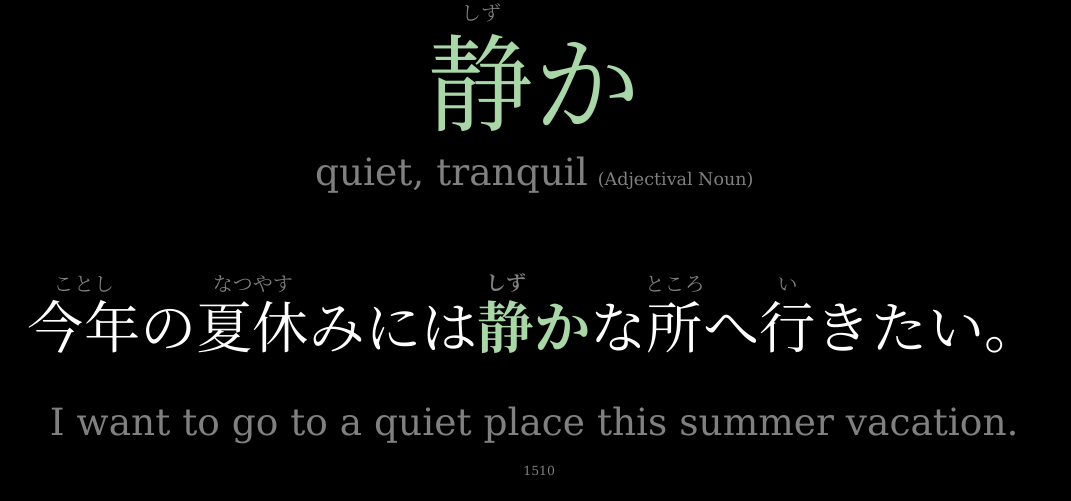 しず
静か
quiet, tranquil (Adjectival Noun)
ことし なつやす しず ところ い
今年の夏休みには静かな所へ行きたい。
I want to go to a quiet place this summer vacation.
1510